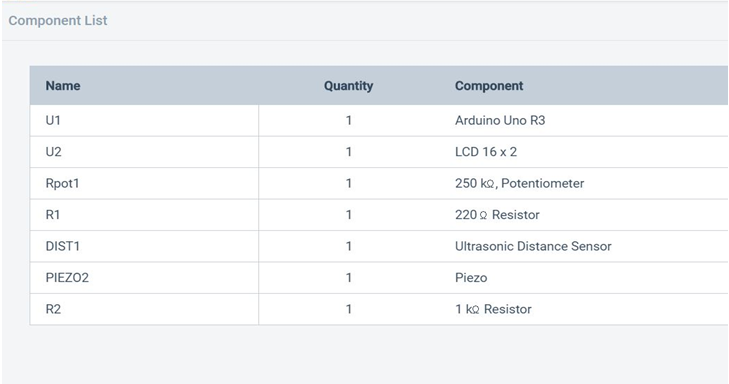 Component List
Name Quantity Component
U1 1 Arduino Uno R3
U2 1 LCD 16 x 2
Rpot1 1 250 kΩ, Potentiometer
R1 1 220 Ω Resistor
DIST1 1 Ultrasonic Distance Sensor
PIEZO2 1 Piezo
R2 1 1 kΩ Resistor